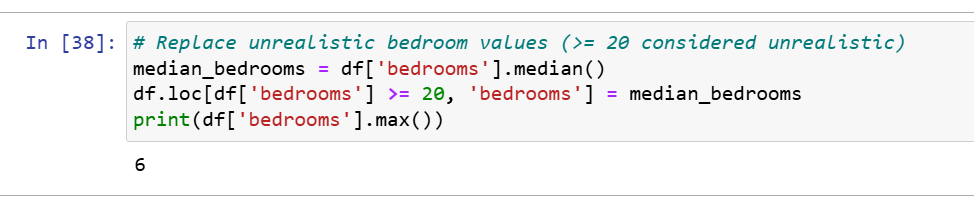 In [38]: # Replace unrealistic bedroom values (>= 20 considered unrealistic)
median_bedrooms = df['bedrooms'].median()
df.loc[df['bedrooms'] >= 20, 'bedrooms'] = median_bedrooms
print(df['bedrooms'].max())
6